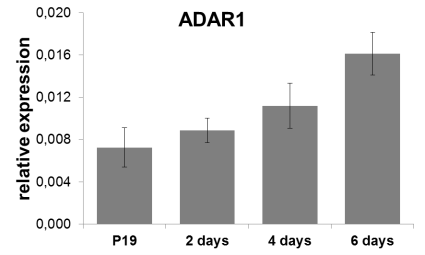 ADAR1
relative expression
0,020
0,016
0,012
0,008
0,004
0,000
P19 2 days 4 days 6 days